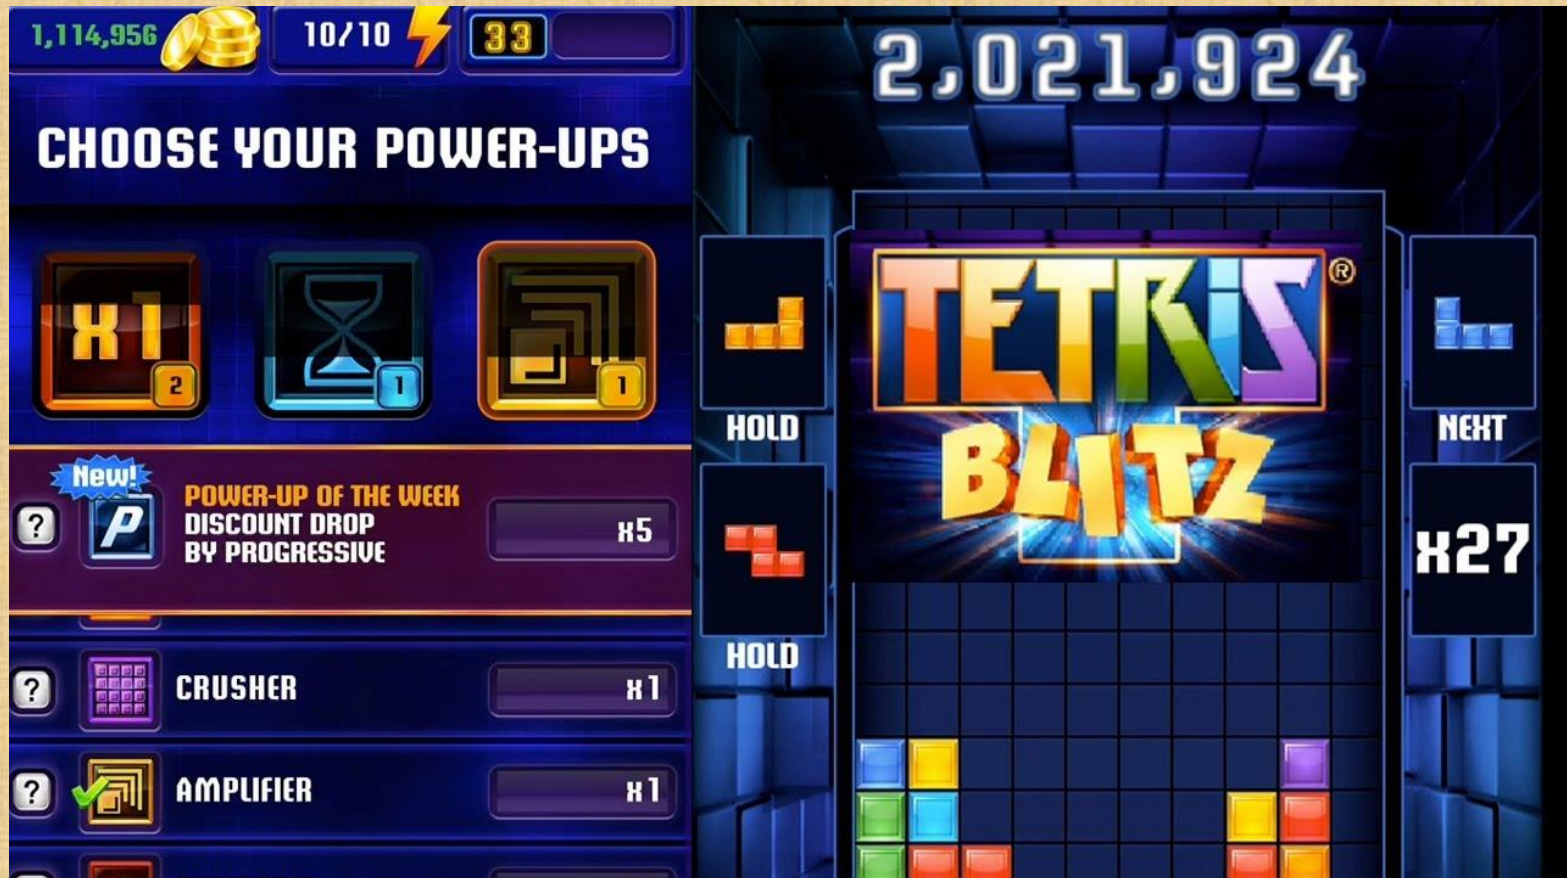 1,114,956
10/10
33
CHOOSE YOUR POWER-UPS
x1
2
1
1
New!
?
P
POWER-UP OF THE WEEK
DISCOUNT DROP
BY PROGRESSIVE
x5
?
CRUSHER
x1
?
AMPLIFIER
x1
2,021,924
HOLD
HOLD
TETRIS®
BLITZ
NEXT
x27